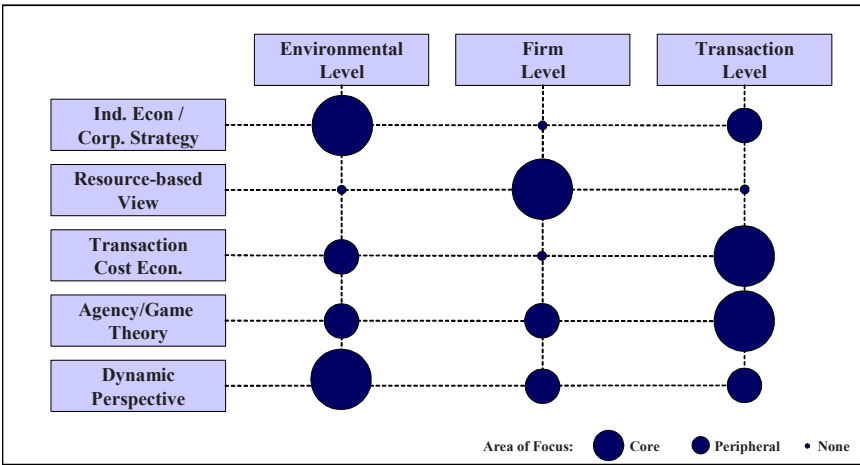 Environmental
Level
Firm
Level
Transaction
Level
Ind. Econ /
Corp. Strategy
Resource-based
View
Transaction
Cost Econ.
Agency/Game
Theory
Dynamic
Perspective
Area of Focus: Core Peripheral None